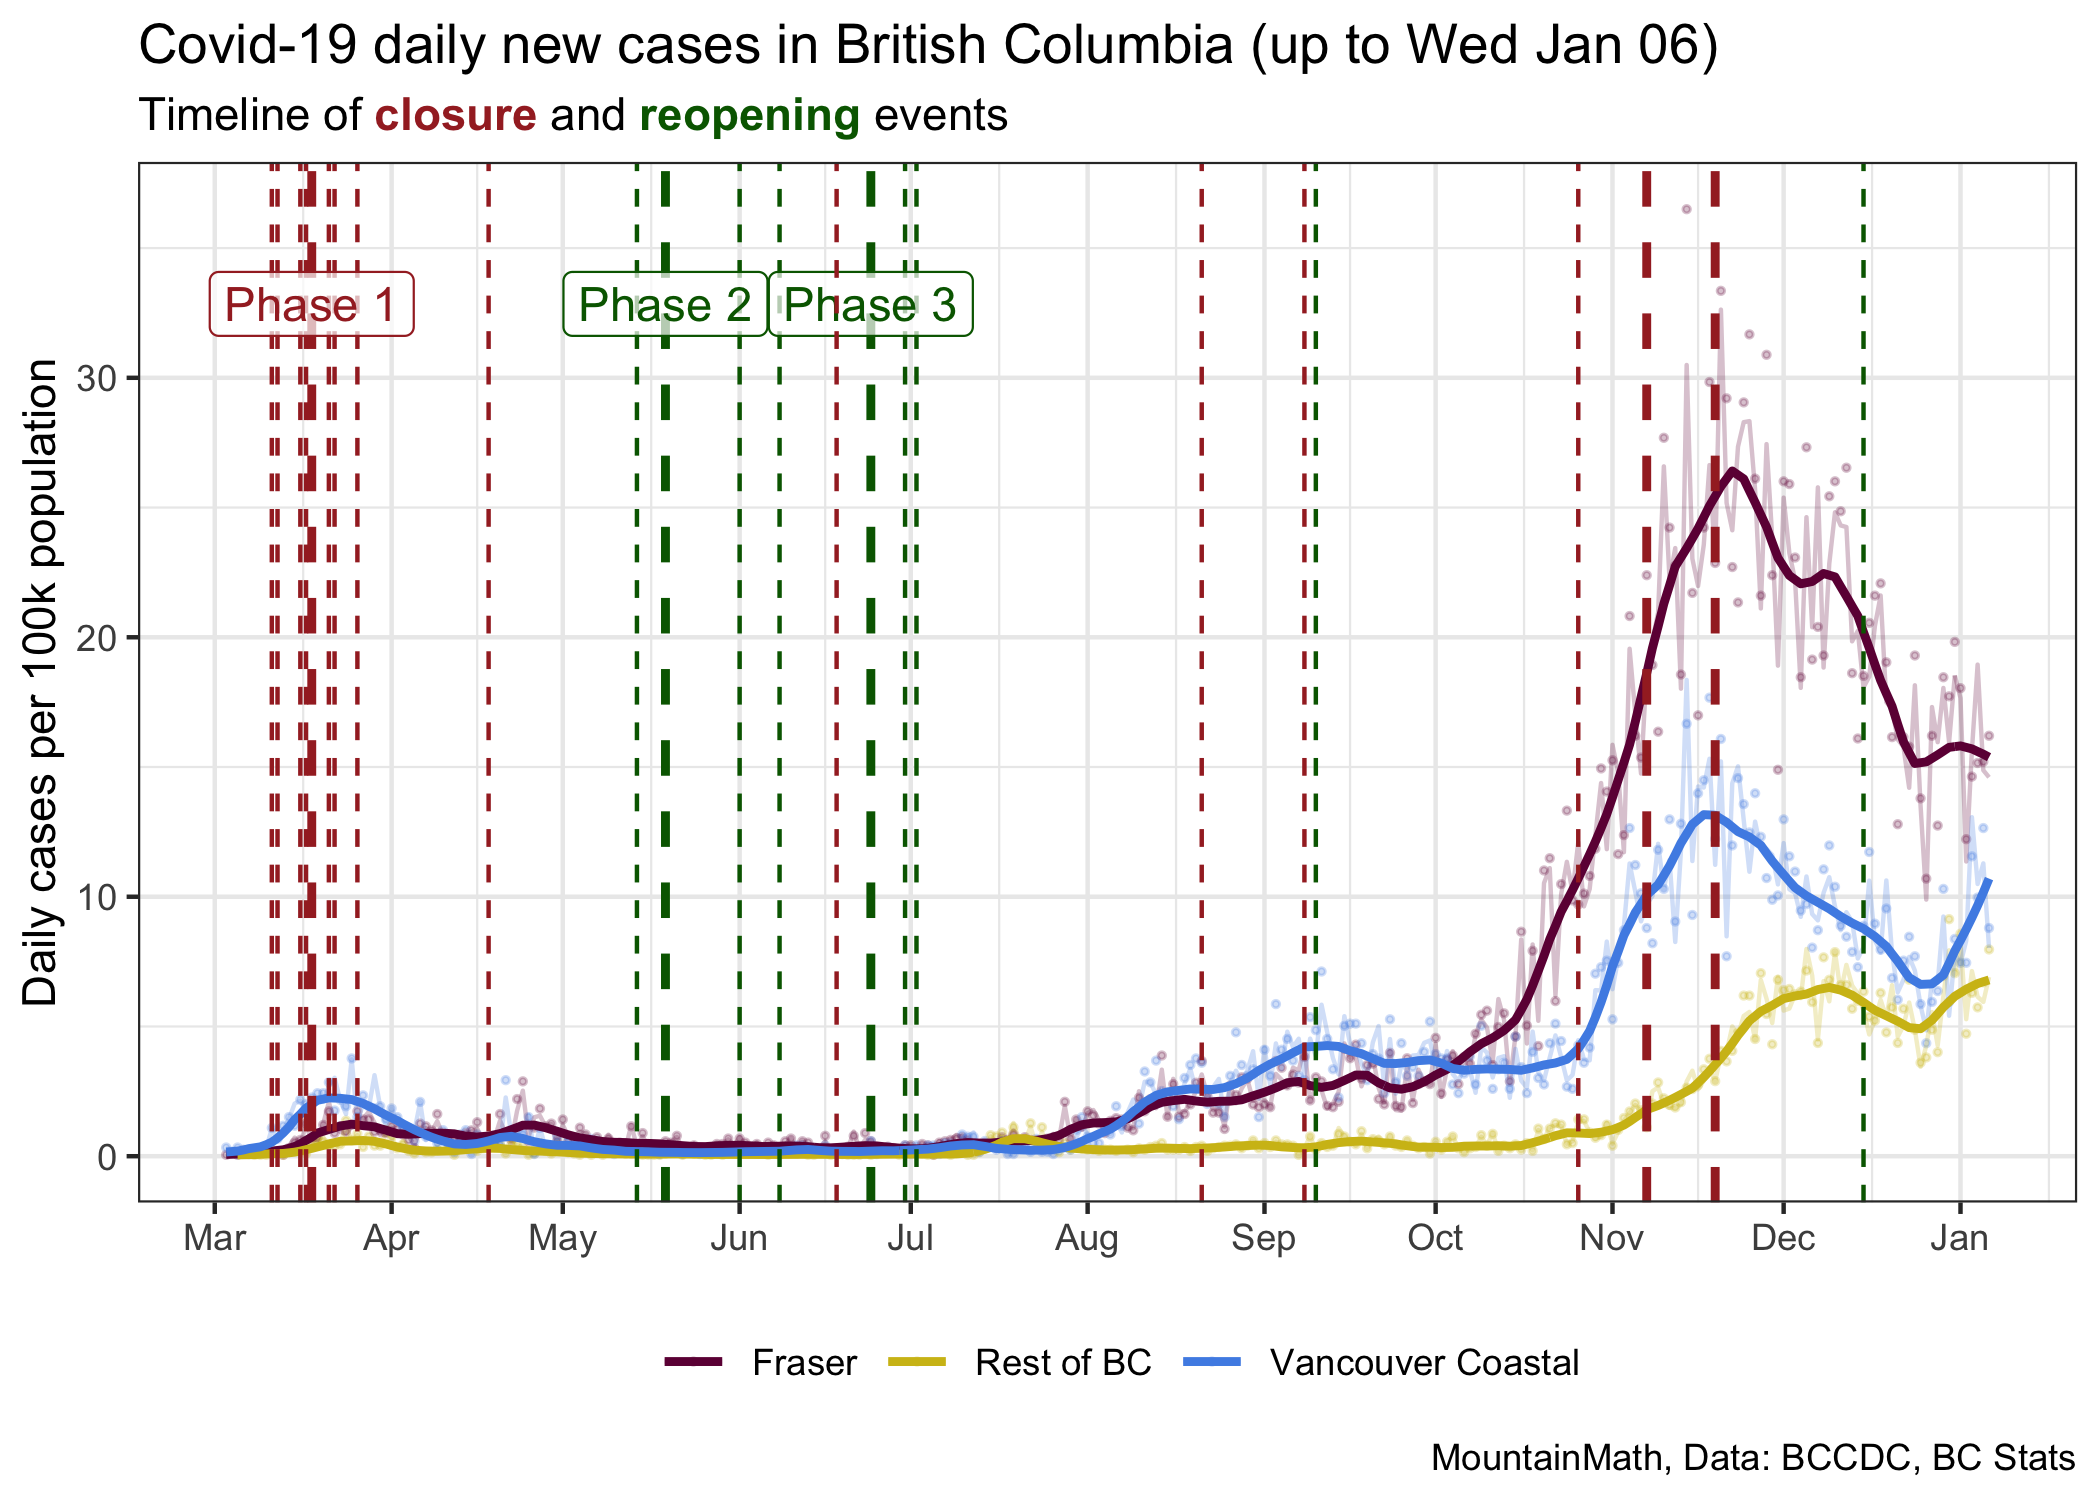 Covid-19 daily new cases in British Columbia (up to Wed Jan 06)
Timeline of closure and reopening events
Phase 1
Phase 2
Phase 3
Daily cases per 100k population
30
20
10
0
Mar Apr May Jun Jul Aug Sep Oct Nov Dec Jan
Fraser Rest of BC Vancouver Coastal
MountainMath, Data: BCCDC, BC Stats